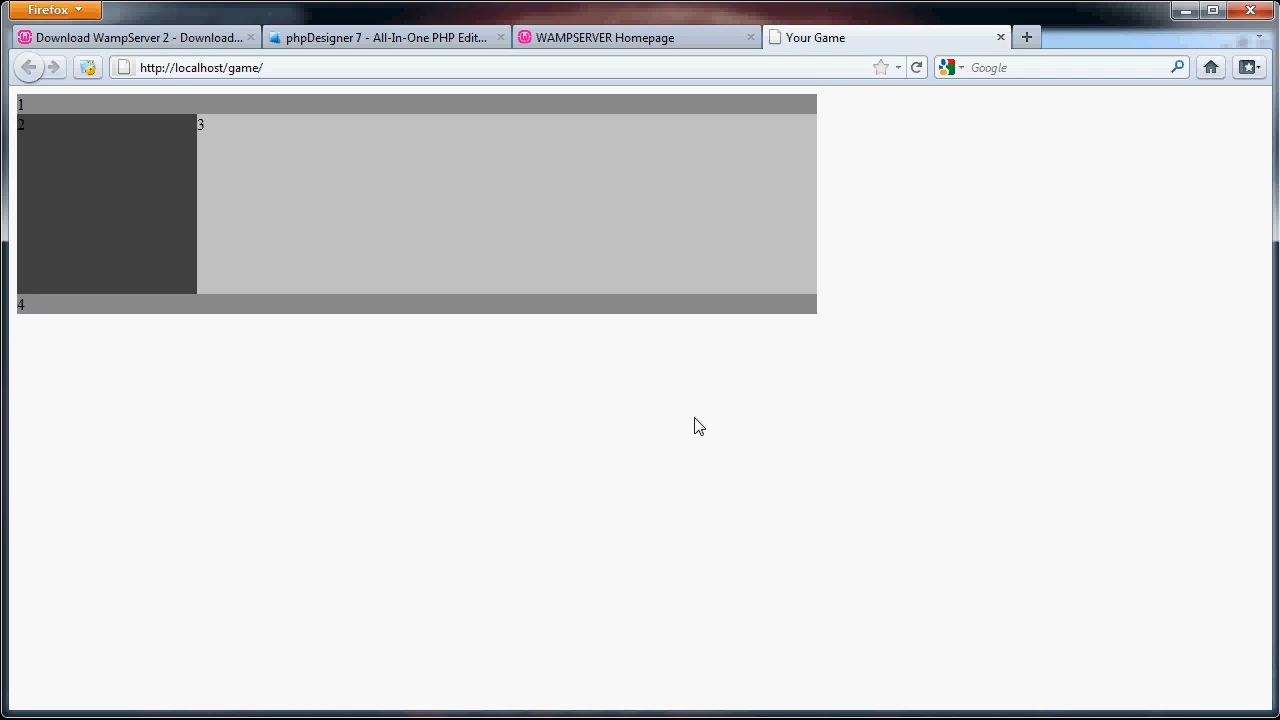 Firefox
Download WampServer 2 - Download... phpDesigner 7 - All-In-One PHP Edit... WAMPSERVER Homepage Your Game
http://localhost/game/ Google
1
2 3
4